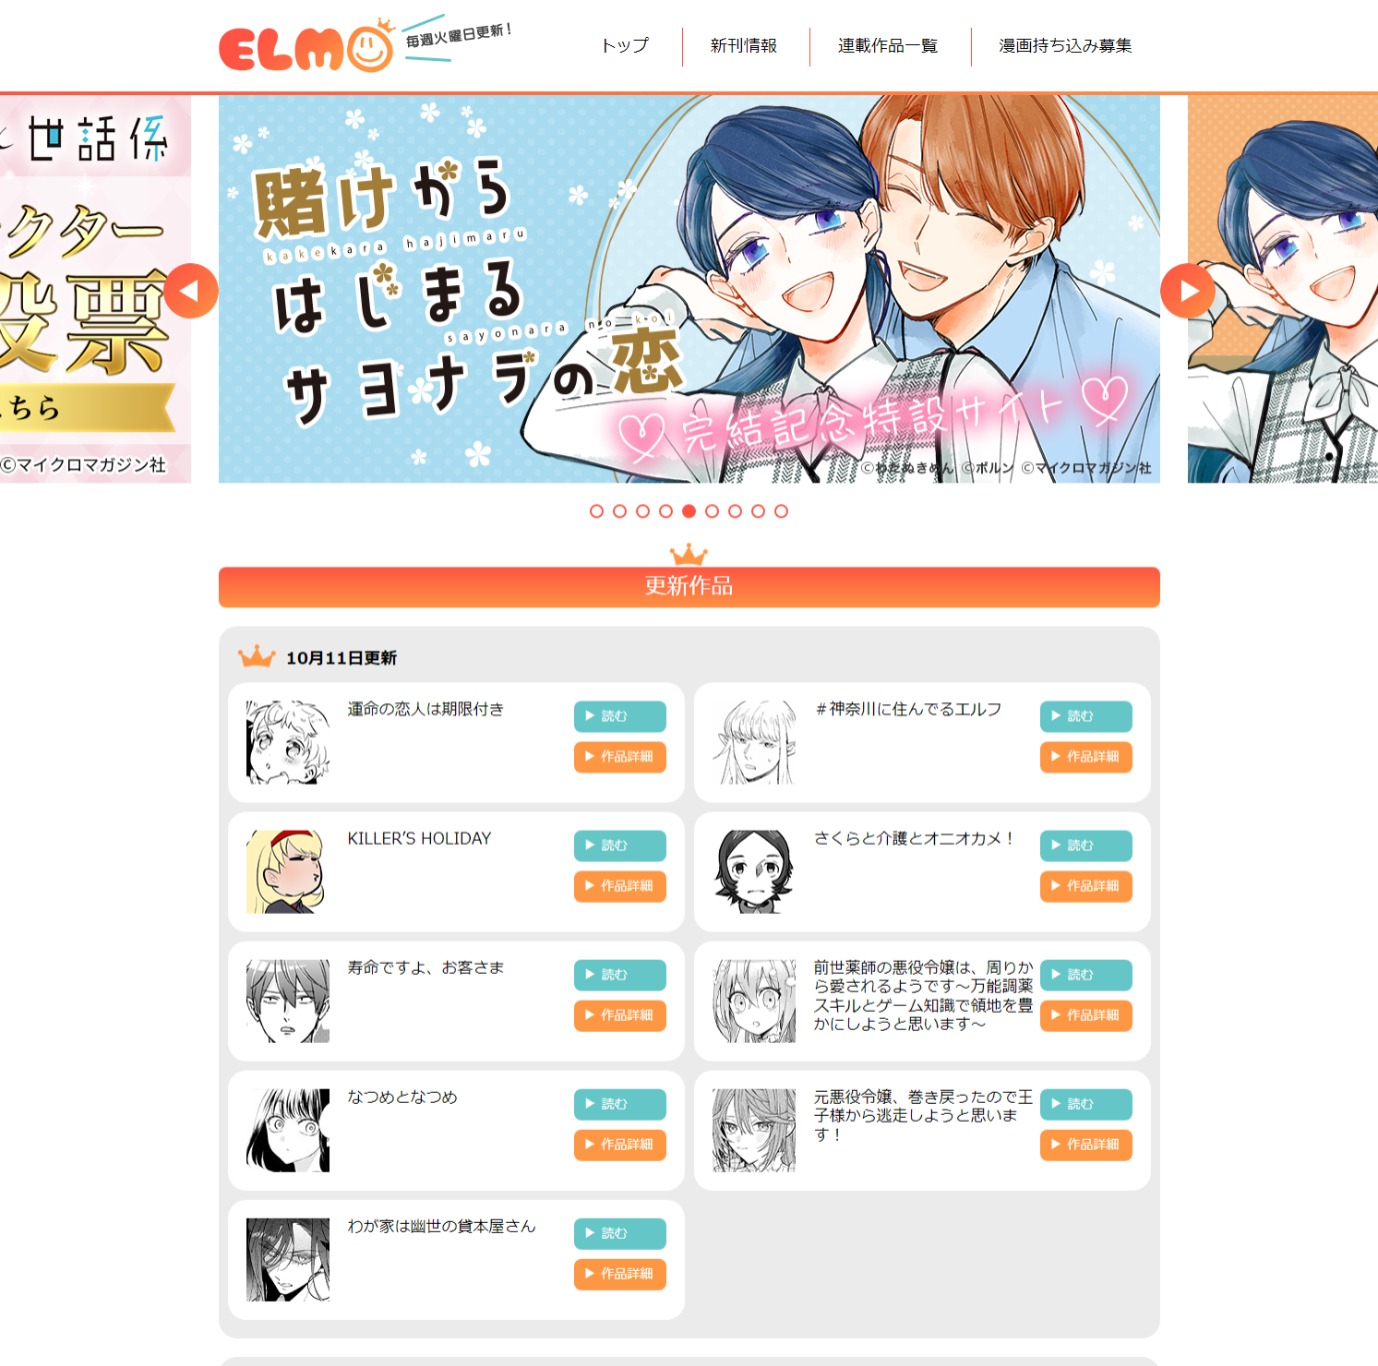 ELMO
毎週火曜日更新！
トップ
新刊情報
連載作品一覧
漫画持ち込み募集
世話係
クター
投票
ちら
©マイクロマガジン社
賭けから
kakekara hajimaru
はじまる
sayonara no koi
サヨナラの恋
完結記念特設サイト
©わたぬきめん ©ポルン ©マイクロマガジン社
更新作品
10月11日更新
運命の恋人は期限付き
読む
作品詳細
＃神奈川に住んでるエルフ
読む
作品詳細
KILLER’S HOLIDAY
読む
作品詳細
さくらと介護とオニオカメ！
読む
作品詳細
寿命ですよ、お客さま
読む
作品詳細
前世薬師の悪役令嬢は、周りか
ら愛されるようです～万能調薬
スキルとゲーム知識で領地を豊
かにしようと思います～
読む
作品詳細
なつめとなつめ
読む
作品詳細
元悪役令嬢、巻き戻ったので王
子様から逃走しようと思いま
す！
読む
作品詳細
わが家は幽世の貸本屋さん
読む
作品詳細